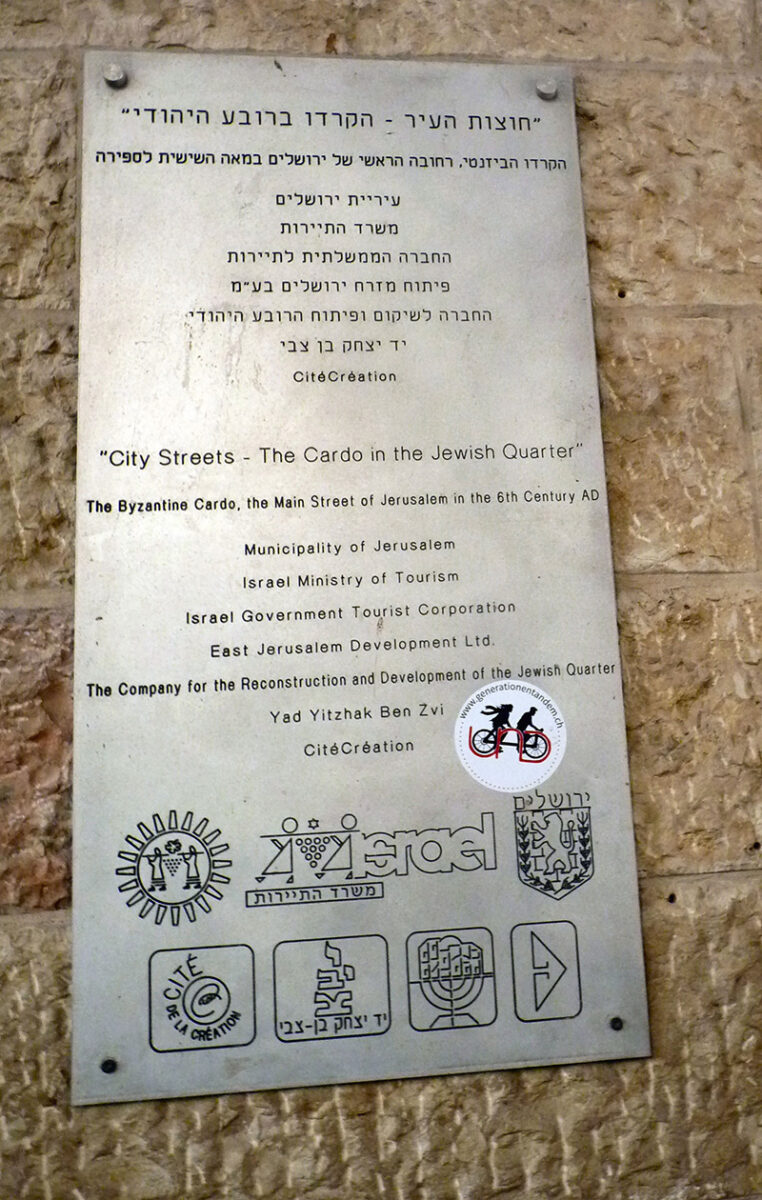 "חוצות העיר - הקרדו ברובע היהודי"
הקרדו הביזנטי, רחובה הראשי של ירושלים במאה השישית לספירה
עיריית ירושלים
משרד התיירות
החברה הממשלתית לתיירות
פיתוח מזרח ירושלים בע"מ
החברה לשיקום ופיתוח הרובע היהודי
יד יצחק בן צבי
CitéCréation
"City Streets - The Cardo in the Jewish Quarter"
The Byzantine Cardo, the Main Street of Jerusalem in the 6th Century AD
Municipality of Jerusalem
Israel Ministry of Tourism
Israel Government Tourist Corporation
East Jerusalem Development Ltd.
The Company for the Reconstruction and Development of the Jewish Quarter
Yad Yitzhak Ben Zvi
CitéCréation
www.generationentandem.ch
UND
ירושלים
israel
משרד התיירות
CITÉ
DE LA CRÉATION
יד יצחק בן-צבי